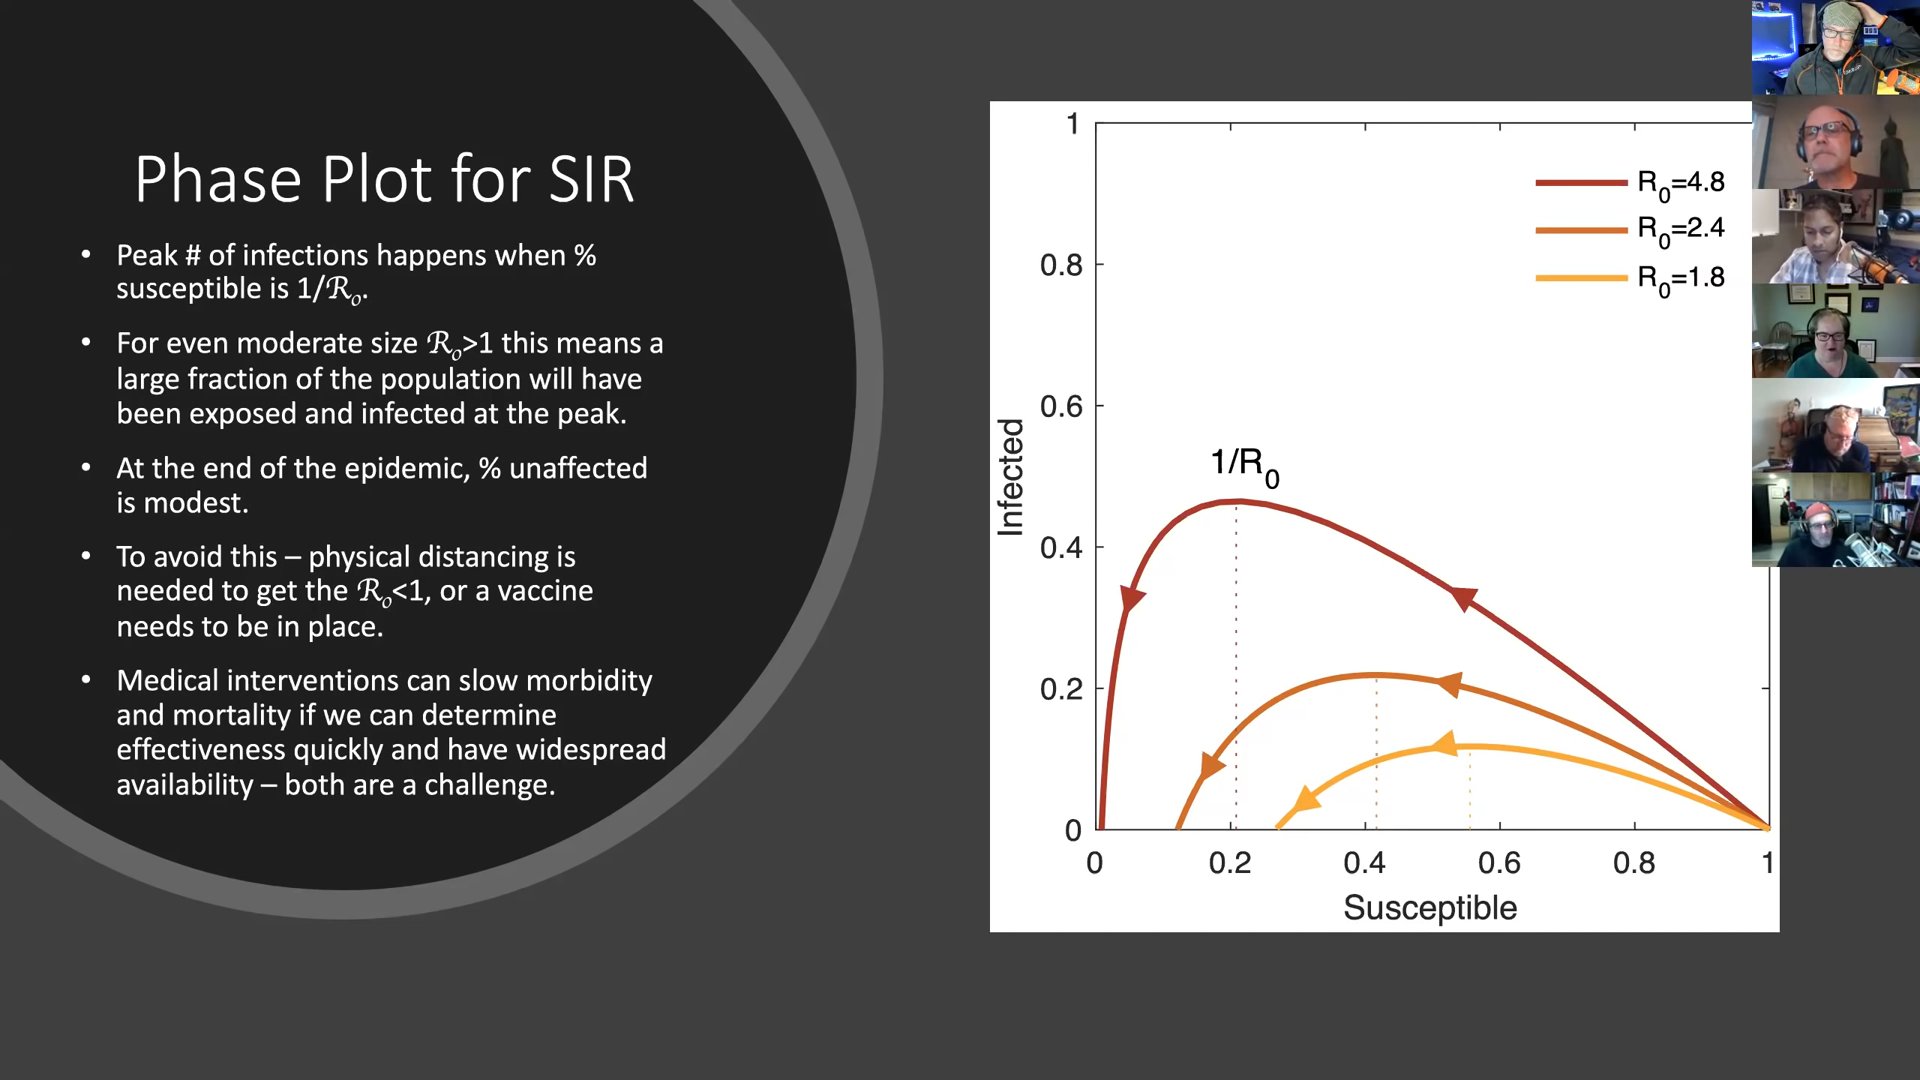 Phase Plot for SIR
• Peak # of infections happens when %
susceptible is 1/ℛₒ.
• For even moderate size ℛₒ>1 this means a
large fraction of the population will have
been exposed and infected at the peak.
• At the end of the epidemic, % unaffected
is modest.
• To avoid this – physical distancing is
needed to get the ℛₒ<1, or a vaccine
needs to be in place.
• Medical interventions can slow morbidity
and mortality if we can determine
effectiveness quickly and have widespread
availability – both are a challenge.
1
0.8
0.6
0.4
0.2
0
Infected
R₀=4.8
R₀=2.4
R₀=1.8
1/R₀
0 0.2 0.4 0.6 0.8 1
Susceptible